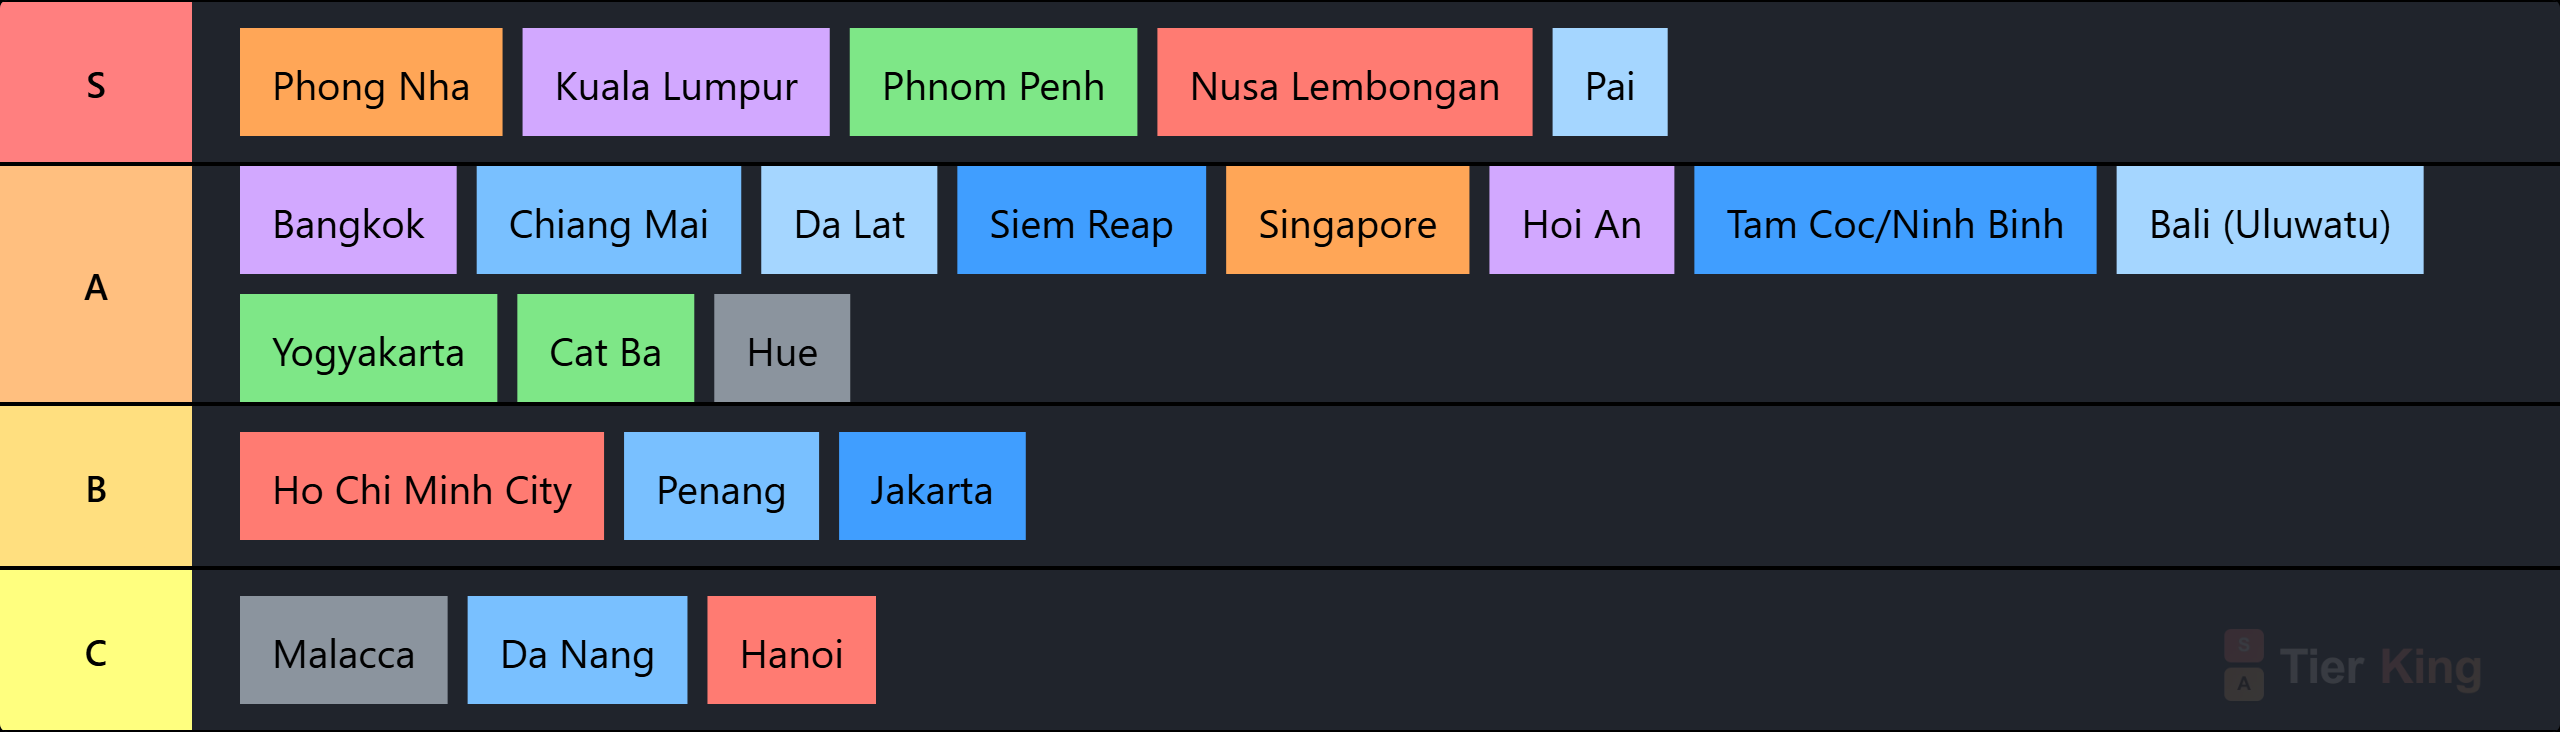 S
Phong Nha
Kuala Lumpur
Phnom Penh
Nusa Lembongan
Pai
A
Bangkok
Chiang Mai
Da Lat
Siem Reap
Singapore
Hoi An
Tam Coc/Ninh Binh
Bali (Uluwatu)
Yogyakarta
Cat Ba
Hue
B
Ho Chi Minh City
Penang
Jakarta
C
Malacca
Da Nang
Hanoi
S
A
Tier King